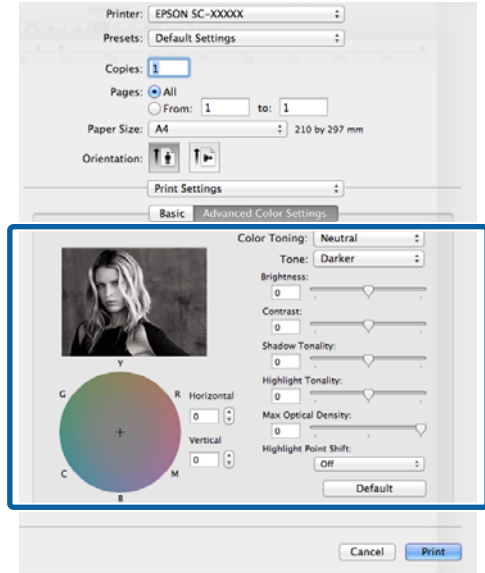 Printer: EPSON SC-XXXXX
Presets: Default Settings
Copies: 1
Pages: All
From: 1 to: 1
Paper Size: A4 210 by 297 mm
Orientation:
Print Settings
Basic Advanced Color Settings
Color Toning: Neutral
Tone: Darker
Brightness:
0
Contrast:
0
Shadow Tonality:
0
Highlight Tonality:
0
Max Optical Density:
0
Highlight Point Shift:
Off
Default
Y
G R
C M
B
Horizontal
0
Vertical
0
Cancel Print